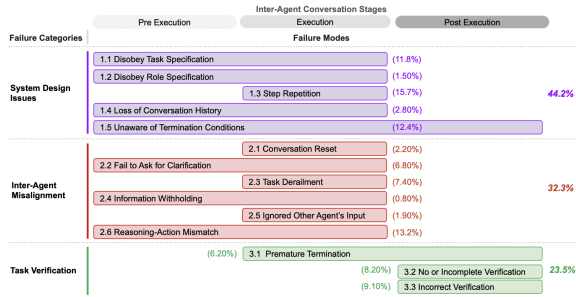 Inter-Agent Conversation Stages
Pre Execution Execution Post Execution
Failure Categories Failure Modes
System Design Issues
1.1 Disobey Task Specification (11.8%)
1.2 Disobey Role Specification (1.50%)
1.3 Step Repetition (15.7%)
1.4 Loss of Conversation History (2.80%)
1.5 Unaware of Termination Conditions (12.4%)
44.2%
Inter-Agent Misalignment
2.1 Conversation Reset (2.20%)
2.2 Fail to Ask for Clarification (6.80%)
2.3 Task Derailment (7.40%)
2.4 Information Withholding (0.80%)
2.5 Ignored Other Agent's Input (1.90%)
2.6 Reasoning-Action Mismatch (13.2%)
32.3%
Task Verification
(6.20%) 3.1 Premature Termination
(8.20%) 3.2 No or Incomplete Verification
(9.10%) 3.3 Incorrect Verification
23.5%